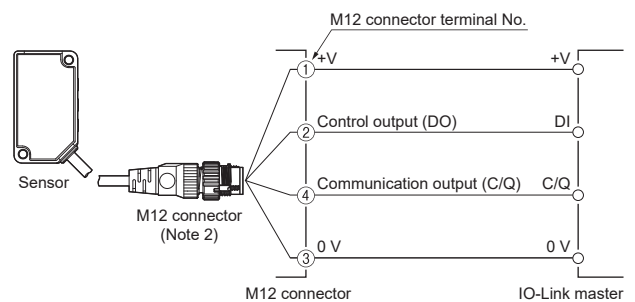 M12 connector terminal No.
1 +V +V
2 Control output (DO) DI
4 Communication output (C/Q) C/Q
3 0 V 0 V
Sensor
M12 connector
(Note 2)
M12 connector
IO-Link master